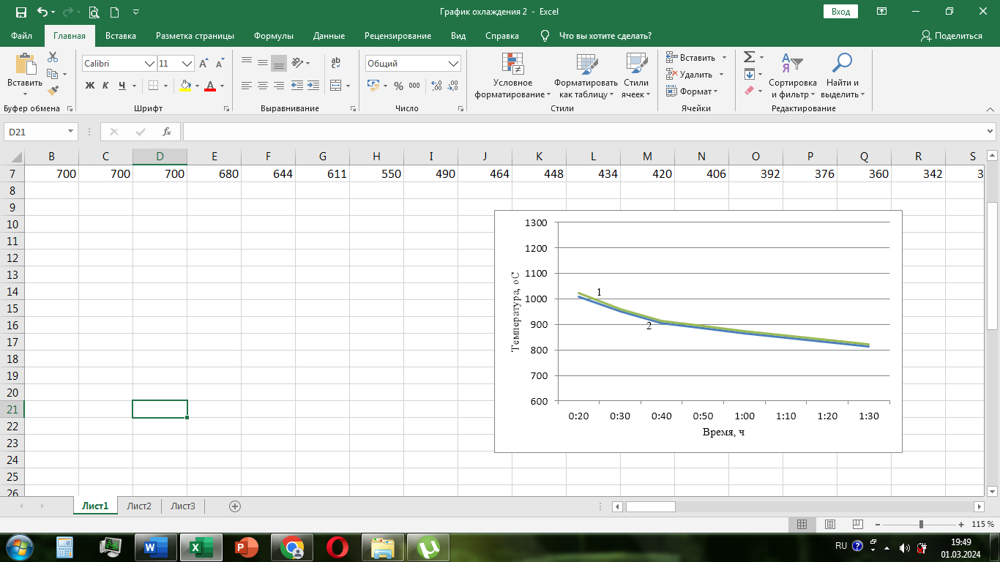 График охлаждения 2 - Excel
Вход
Файл Главная Вставка Разметка страницы Формулы Данные Рецензирование Вид Справка Что вы хотите сделать? Поделиться
Вставить
Calibri 11
Ж К Ч
Общий
% 000
Условное форматирование
Форматировать как таблицу
Стили ячеек
Вставить
Удалить
Формат
Сортировка и фильтр
Найти и выделить
Буфер обмена Шрифт Выравнивание Число Стили Ячейки Редактирование
D21
fx
B C D E F G H I J K L M N O P Q R S
7 700 700 700 680 644 611 550 490 464 448 434 420 406 392 376 360 342 3
8
9
10
11
12
13
14
15
16
17
18
19
20
21
22
23
24
25
26
1300
1200
1100
1000
900
800
700
600
Температура, оС
1
2
0:20 0:30 0:40 0:50 1:00 1:10 1:20 1:30
Время, ч
Лист1 Лист2 Лист3
115 %
RU
19:49
01.03.2024